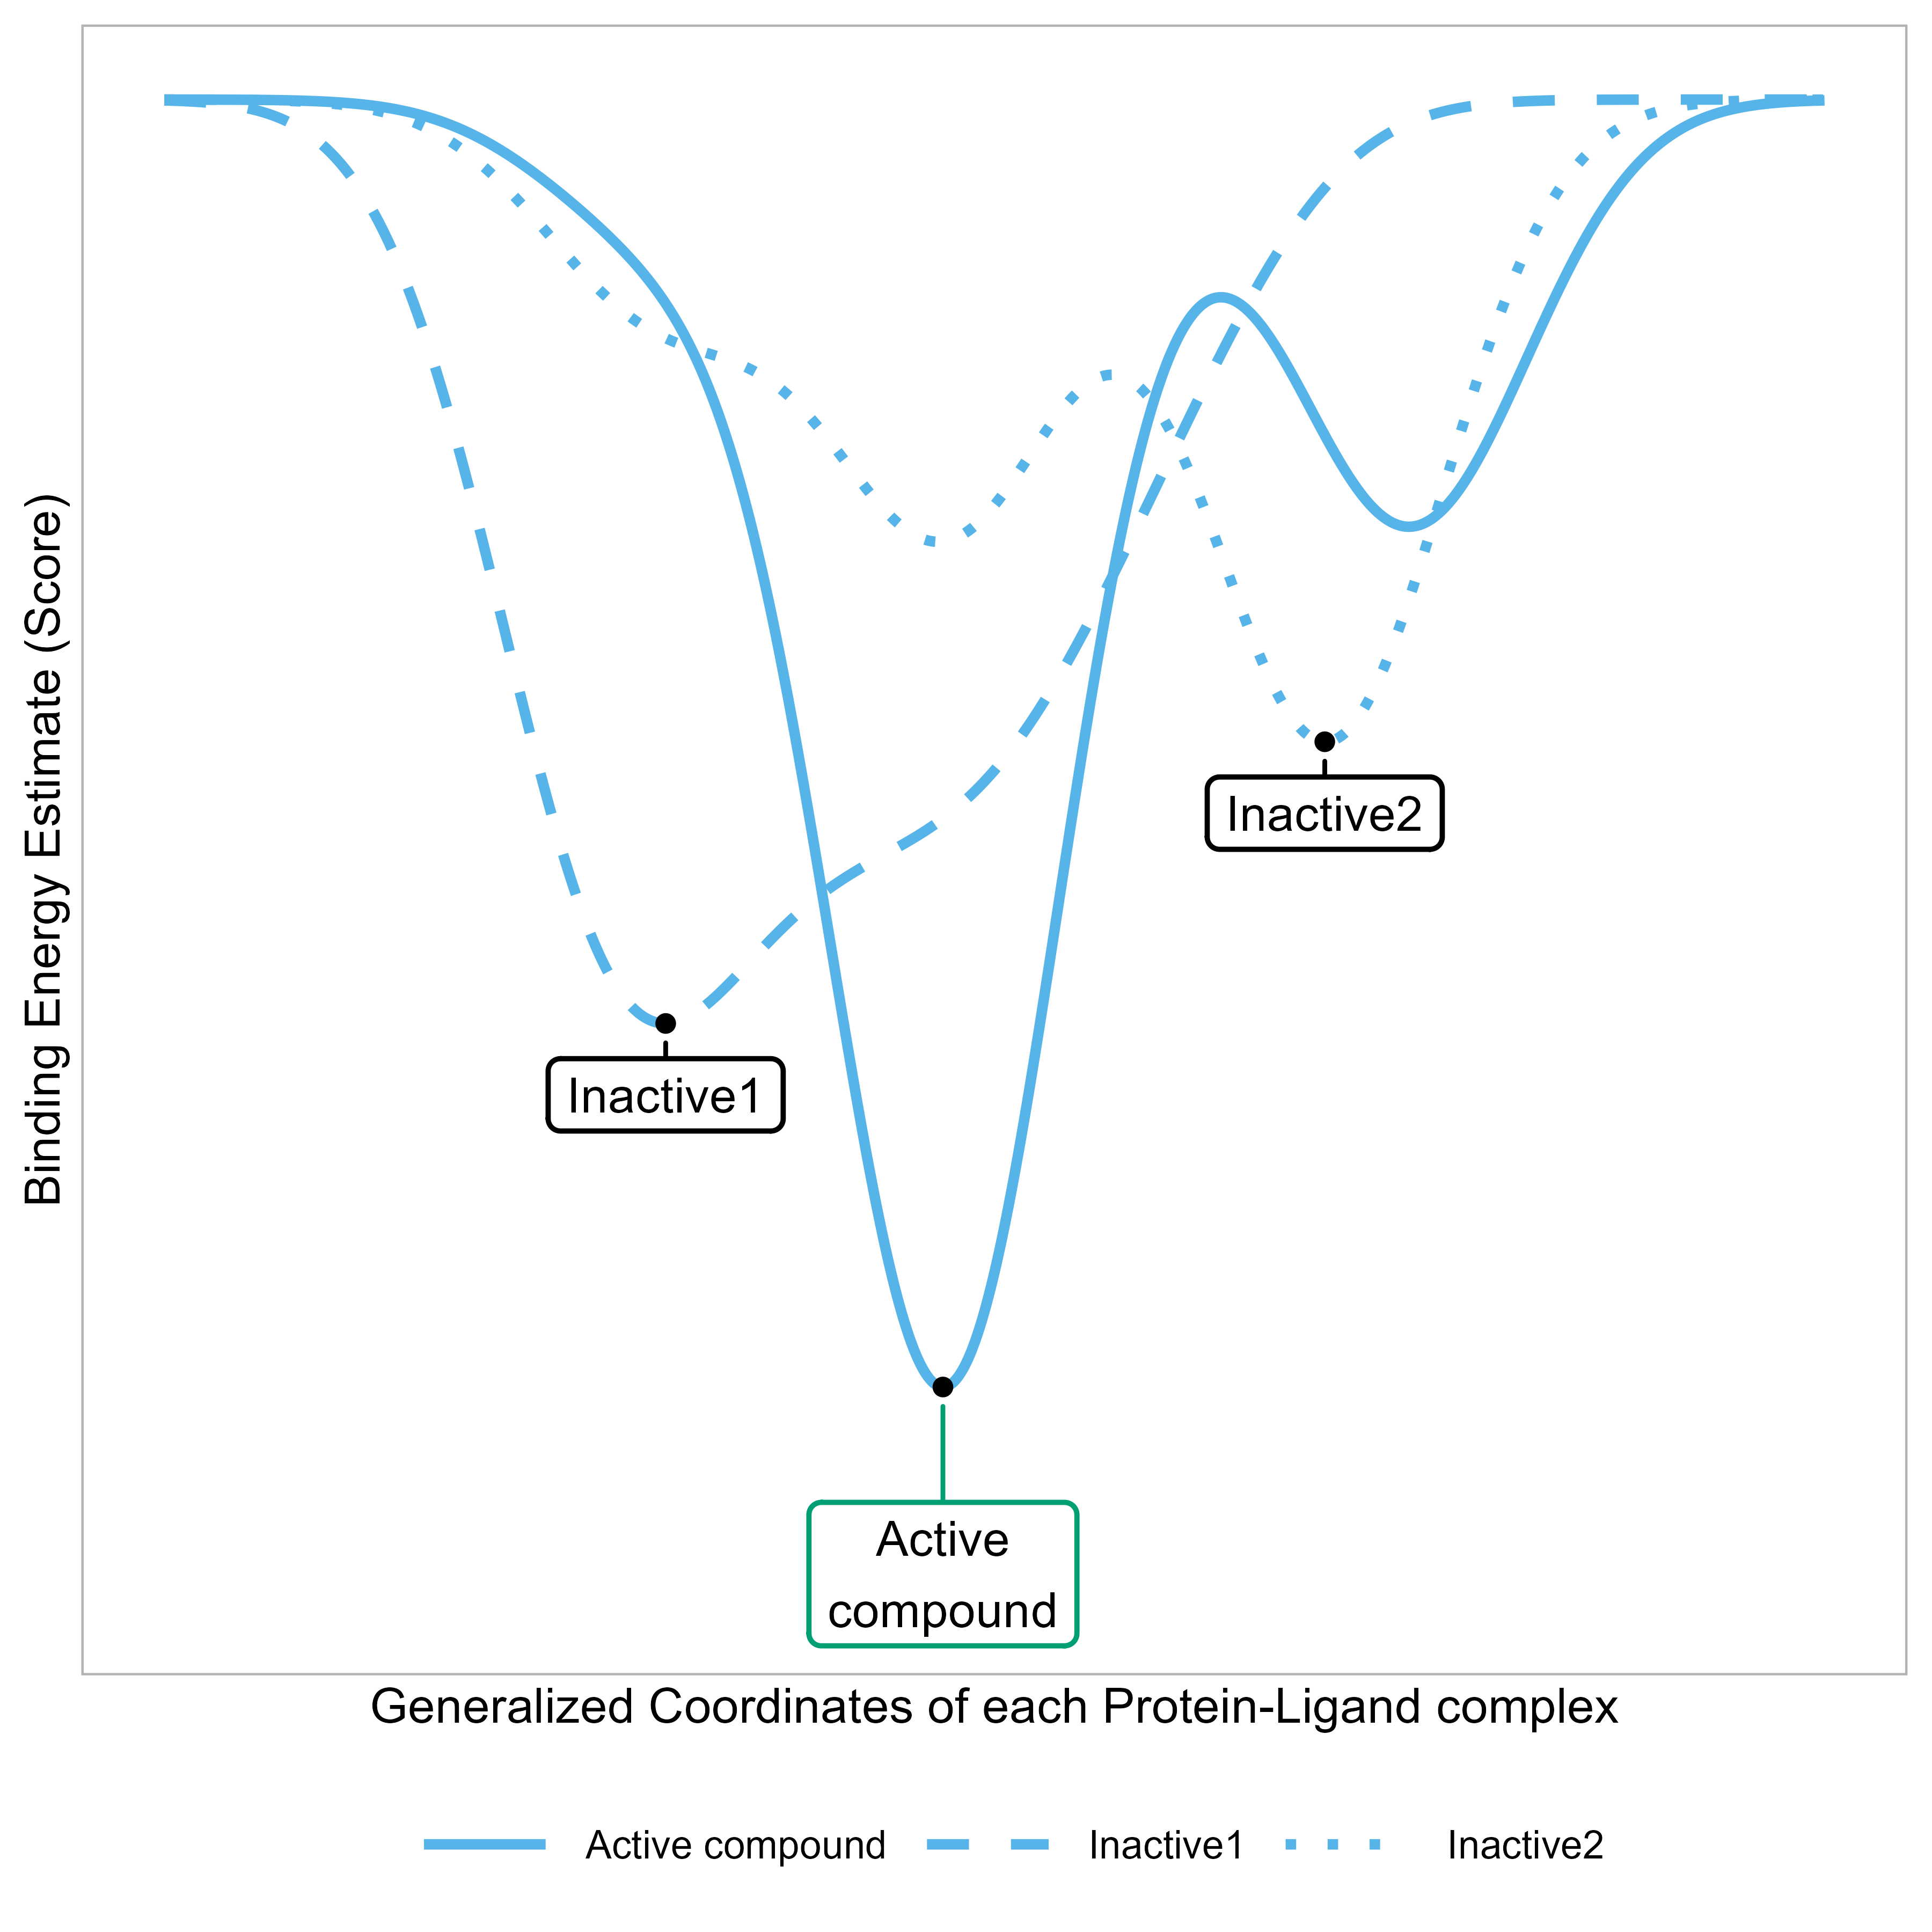 Binding Energy Estimate (Score)
Inactive2
Inactive1
Active
compound
Generalized Coordinates of each Protein-Ligand complex
Active compound
Inactive1
Inactive2